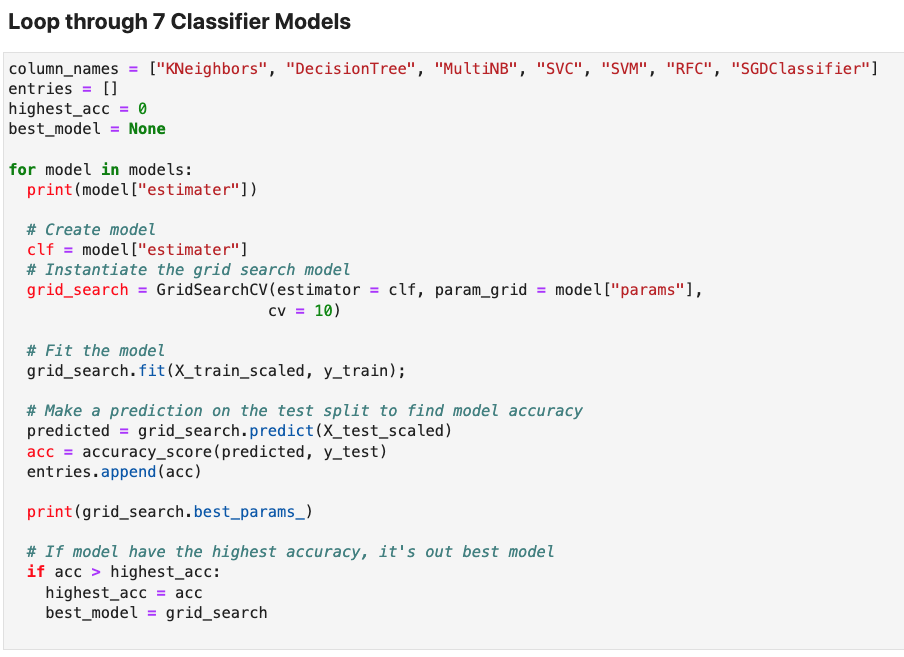 Loop through 7 Classifier Models
column_names = ["KNeighbors", "DecisionTree", "MultiNB", "SVC", "SVM", "RFC", "SGDClassifier"]
entries = []
highest_acc = 0
best_model = None
for model in models:
print(model["estimater"])
# Create model
clf = model["estimater"]
# Instantiate the grid search model
grid_search = GridSearchCV(estimator = clf, param_grid = model["params"],
cv = 10)
# Fit the model
grid_search.fit(X_train_scaled, y_train);
# Make a prediction on the test split to find model accuracy
predicted = grid_search.predict(X_test_scaled)
acc = accuracy_score(predicted, y_test)
entries.append(acc)
print(grid_search.best_params_)
# If model have the highest accuracy, it's out best model
if acc > highest_acc:
highest_acc = acc
best_model = grid_search